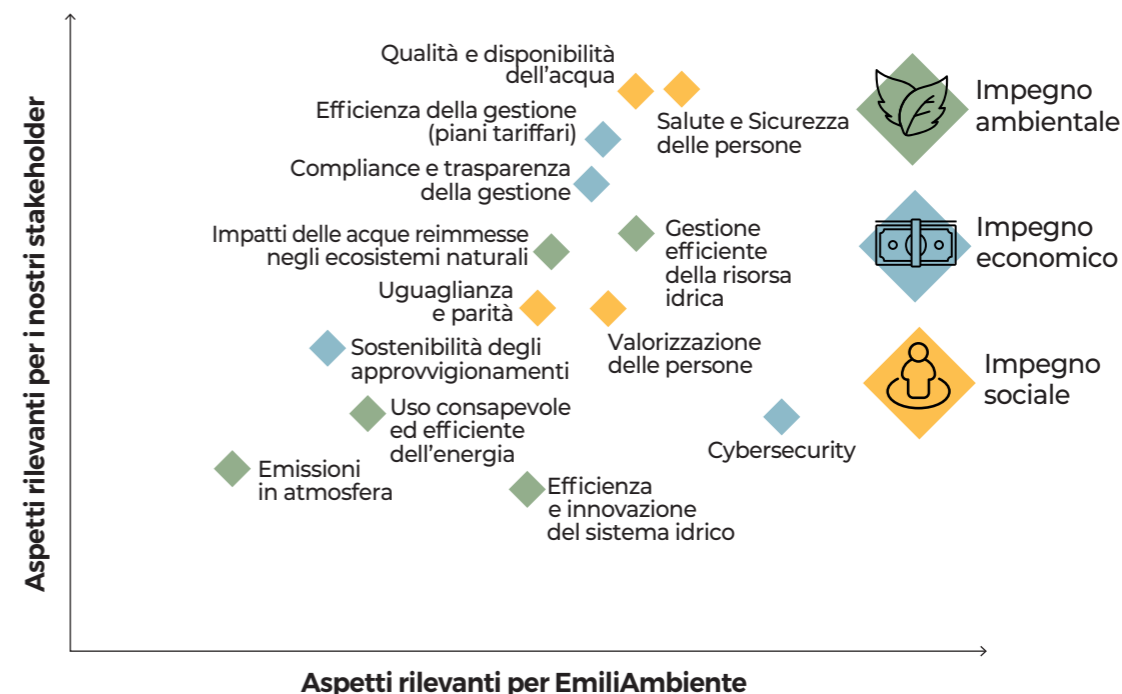 Aspetti rilevanti per i nostri stakeholder
Qualità e disponibilità
dell'acqua
Salute e Sicurezza
delle persone
Efficienza della gestione
(piani tariffari)
Compliance e trasparenza
della gestione
Impatti delle acque reimmesse
negli ecosistemi naturali
Gestione
efficiente
della risorsa
idrica
Uguaglianza
e parità
Valorizzazione
delle persone
Sostenibilità degli
approvvigionamenti
Uso consapevole
ed efficiente
dell'energia
Cybersecurity
Emissioni
in atmosfera
Efficienza
e innovazione
del sistema idrico
Impegno
ambientale
Impegno
economico
Impegno
sociale
Aspetti rilevanti per EmiliAmbiente